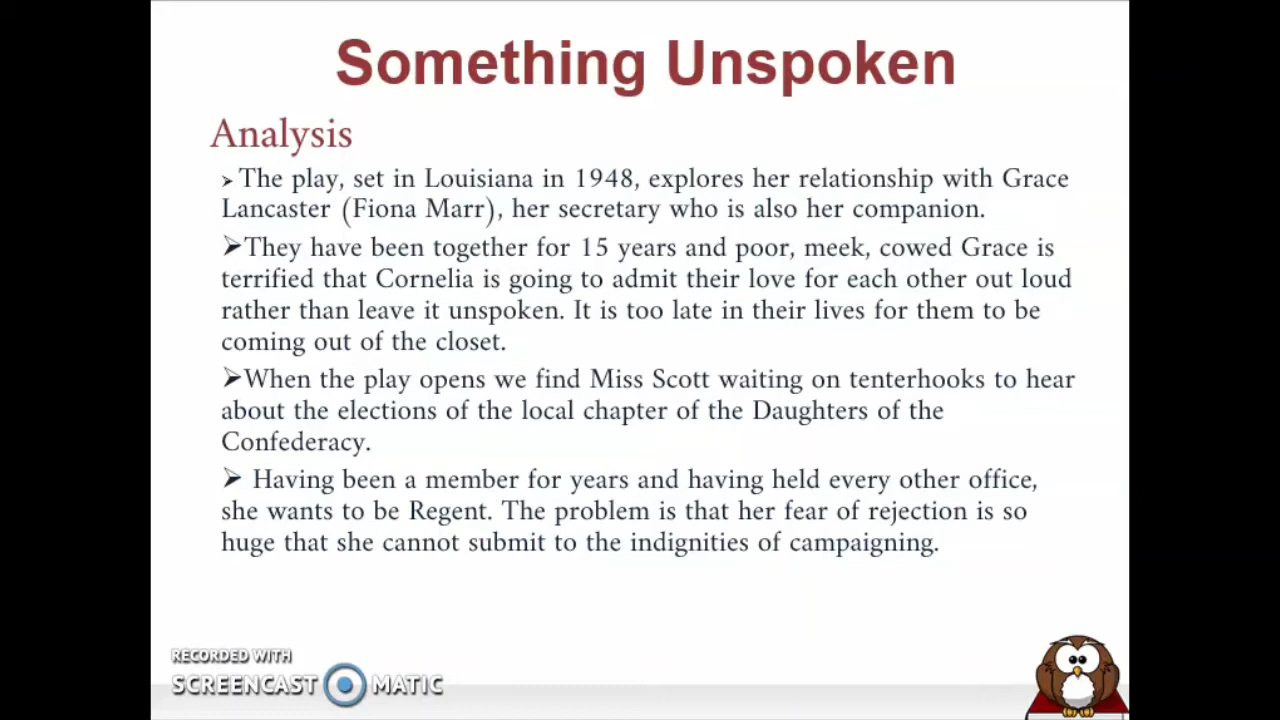 Something Unspoken
Analysis
➢ The play, set in Louisiana in 1948, explores her relationship with Grace
Lancaster (Fiona Marr), her secretary who is also her companion.
➢They have been together for 15 years and poor, meek, cowed Grace is
terrified that Cornelia is going to admit their love for each other out loud
rather than leave it unspoken. It is too late in their lives for them to be
coming out of the closet.
➢When the play opens we find Miss Scott waiting on tenterhooks to hear
about the elections of the local chapter of the Daughters of the
Confederacy.
➢ Having been a member for years and having held every other office,
she wants to be Regent. The problem is that her fear of rejection is so
huge that she cannot submit to the indignities of campaigning.
RECORDED WITH
SCREENCAST MATIC